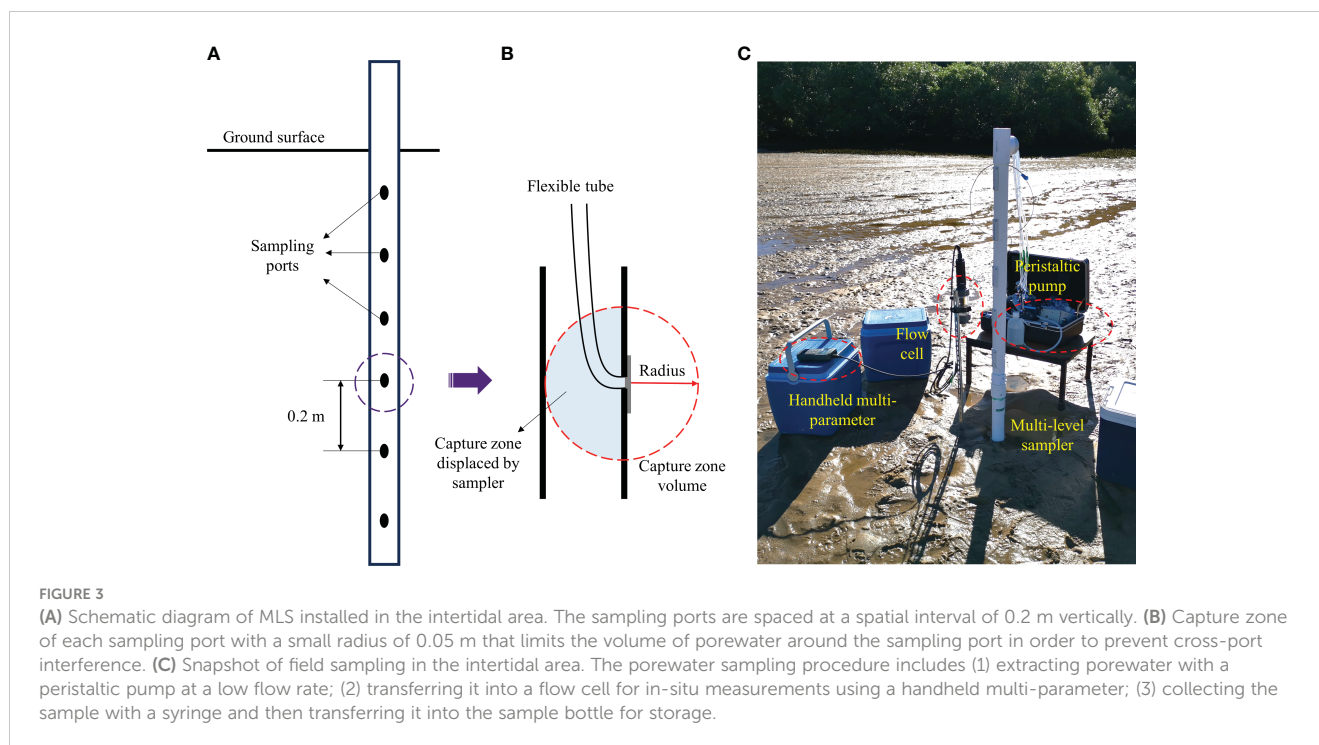 A
B
C
Ground surface
Sampling
ports
0.2 m
Flexible tube
Radius
Capture zone
displaced by
sampler
Capture zone
volume
Peristaltic
pump
Flow
cell
Handheld multi-
parameter
Multi-level
sampler
FIGURE 3
(A) Schematic diagram of MLS installed in the intertidal area. The sampling ports are spaced at a spatial interval of 0.2 m vertically. (B) Capture zone
of each sampling port with a small radius of 0.05 m that limits the volume of porewater around the sampling port in order to prevent cross-port
interference. (C) Snapshot of field sampling in the intertidal area. The porewater sampling procedure includes (1) extracting porewater with a
peristaltic pump at a low flow rate; (2) transferring it into a flow cell for in-situ measurements using a handheld multi-parameter; (3) collecting the
sample with a syringe and then transferring it into the sample bottle for storage.